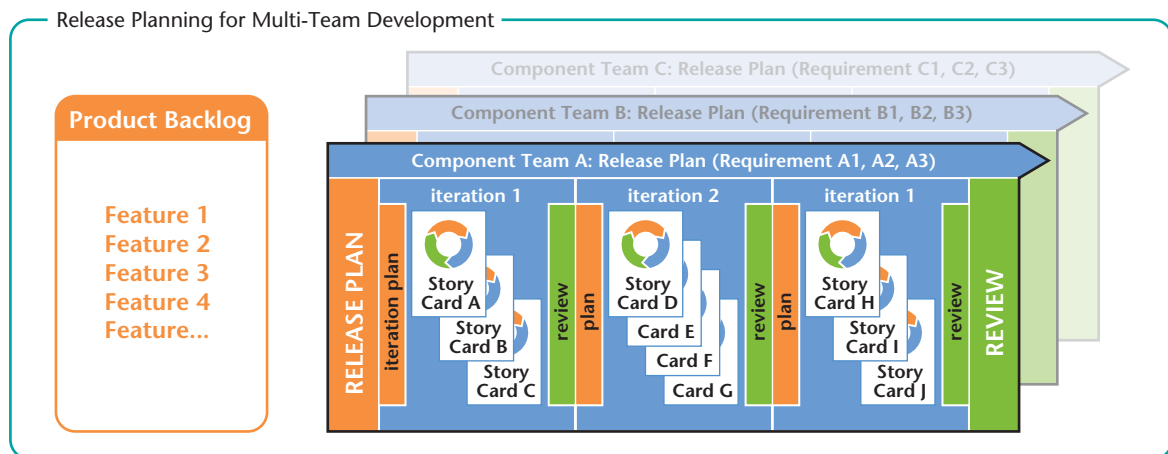 Release Planning for Multi-Team Development
Component Team C: Release Plan (Requirement C1, C2, C3)
Component Team B: Release Plan (Requirement B1, B2, B3)
Component Team A: Release Plan (Requirement A1, A2, A3)
Product Backlog
Feature 1
Feature 2
Feature 3
Feature 4
Feature...
RELEASE PLAN
iteration plan
iteration 1
Story
Card A
Story
Card B
Story
Card C
review
plan
iteration 2
Story
Card D
Card E
Card F
Card G
review
plan
iteration 1
Story
Card H
Story
Card I
Story
Card J
review
REVIEW